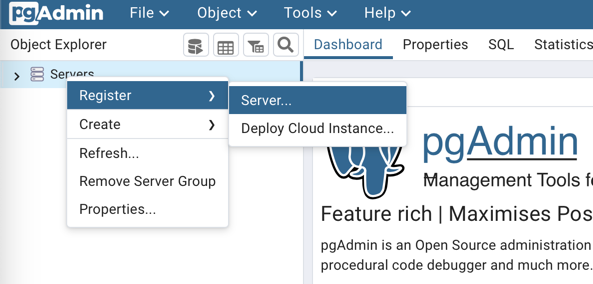 pgAdmin File Object Tools Help
Object Explorer Dashboard Properties SQL Statistics
Servers
Register Server...
Create Deploy Cloud Instance...
Refresh...
Remove Server Group
Properties...
pgAdmin
Management Tools fo
Feature rich | Maximises Pos
pgAdmin is an Open Source administration
procedural code debugger and much more.